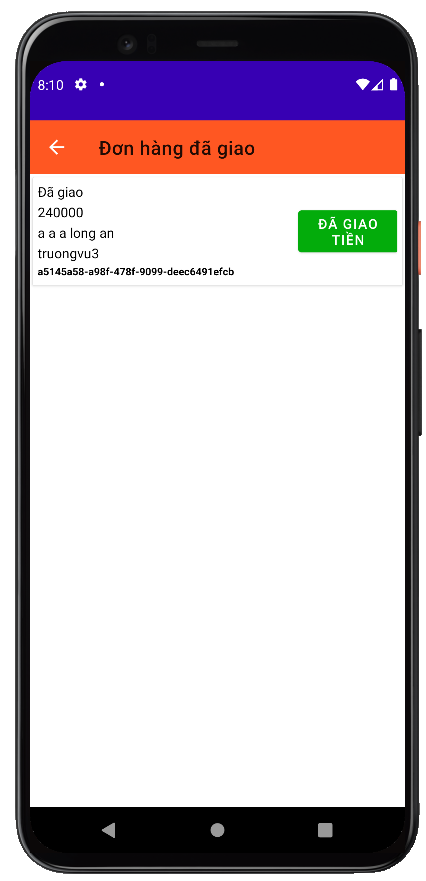 8:10
Đơn hàng đã giao
Đã giao
240000
a a a long an
truongvu3
a5145a58-a98f-478f-9099-deec6491efcb
ĐÃ GIAO
TIỀN